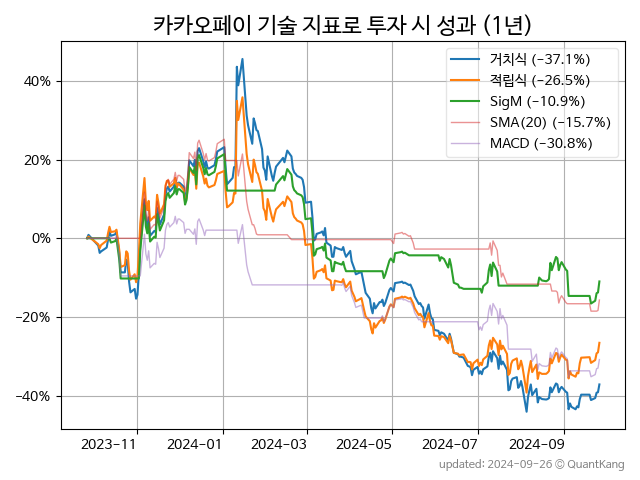 카카오페이 기술 지표로 투자 시 성과 (1년)
거치식 (−37.1%)
적립식 (−26.5%)
SigM (−10.9%)
SMA(20) (−15.7%)
MACD (−30.8%)
40%
20%
0%
−20%
−40%
2023−11 2024−01 2024−03 2024−05 2024−07 2024−09
updated: 2024-09-26 © QuantKang